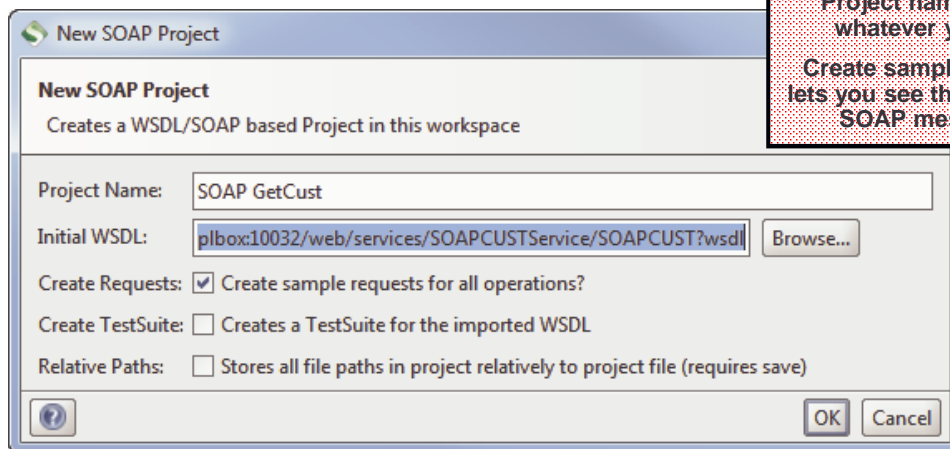 New SOAP Project
New SOAP Project
Creates a WSDL/SOAP based Project in this workspace
Project
whatever
Create
lets you see
SOAP
Project Name: SOAP GetCust
Initial WSDL: plbox:10032/web/services/SOAPCUSTService/SOAPCUST?wsdl Browse...
Create Requests: Create sample requests for all operations?
Create TestSuite: Creates a TestSuite for the imported WSDL
Relative Paths: Stores all file paths in project relatively to project file (requires save)
? OK Cancel